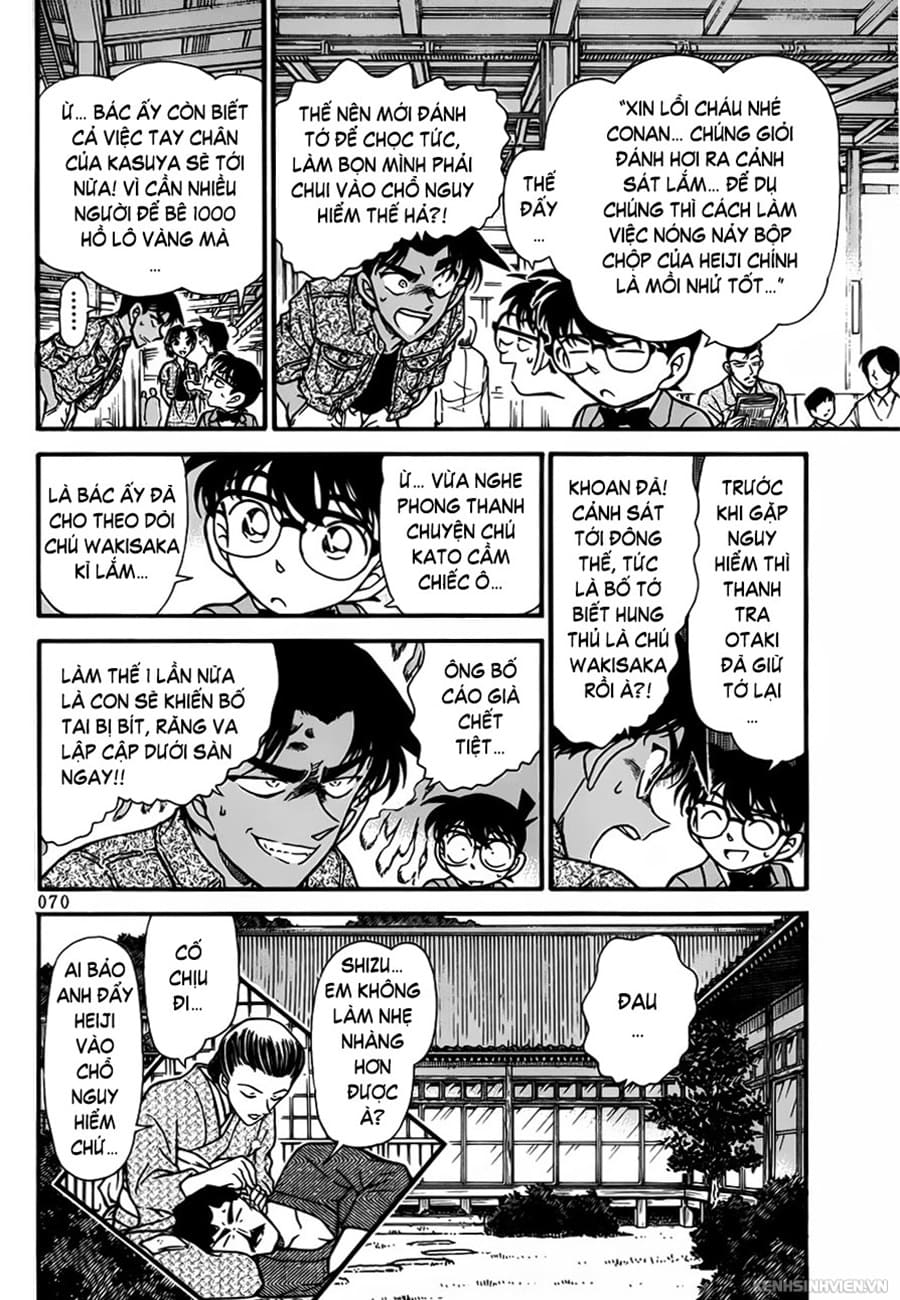 "XIN LỒI CHÁU NHÉ
CONAN... CHÚNG GIỎI
ĐÁNH HƠI RA CẢNH
SÁT LẮM... ĐỂ DỤ
CHÚNG THÌ CÁCH LÀM
VIỆC NÓNG NẢY BỘP
CHỘP CỦA HEIJI CHÍNH
LÀ MỒI NHỬ TỐT..."
THẾ
ĐẤY
...
THẾ NÊN MỚI ĐÁNH
TỚ ĐỂ CHỌC TỨC,
LÀM BỌN MÌNH PHẢI
CHUI VÀO CHỔ NGUY
HIỂM THẾ HẢ?!
Ừ... BÁC ẤY CÒN BIẾT
CẢ VIỆC TAY CHÂN
CỦA KASUYA SẼ TỚI
NỮA! VÌ CẦN NHIỀU
NGƯỜI ĐỂ BÊ 1000
HỒ LÔ VÀNG MÀ
...
......
TRƯỚC
KHI GẶP
NGUY
HIỂM THÌ
THANH
TRA
OTAKI
ĐẢ GIỮ
TỚ LẠI
...
KHOAN ĐÃ!
CẢNH SÁT
TỚI ĐÔNG
THẾ, TỨC
LÀ BỐ TỚ
BIẾT HUNG
THỦ LÀ CHÚ
WAKISAKA
RỒI À?!
Ừ... VỪA NGHE
PHONG THANH
CHUYỆN CHÚ
KATO CẦM
CHIẾC Ô...
LÀ BÁC ẤY ĐẢ
CHO THEO DỎI
CHÚ WAKISAKA
KĨ LẮM...
ÔNG BỐ
CÁO GIÀ
CHẾT
TIỆT...
LÀM THẾ 1 LẦN NỮA
LÀ CON SẼ KHIẾN BỐ
TAI BỊ BÍT, RĂNG VA
LẬP CẬP DƯỚI SÀN
NGAY!!
070
ĐAU
...
SHIZU...
EM KHÔNG
LÀM NHẸ
NHÀNG
HƠN
ĐƯỢC
À?
CỐ
CHỊU
ĐI...
AI BẢO
ANH ĐẨY
HEIJI
VÀO
CHỔ
NGUY
HIỂM
CHỨ...
KENHSINHVIEN.VN